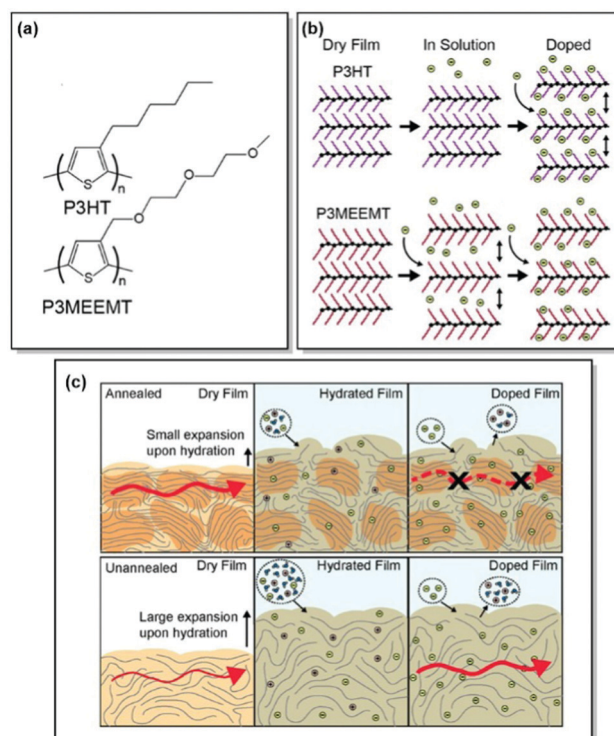 (a)
S
n
P3HT
O
O
O
S
n
P3MEEMT
(b)
Dry Film In Solution Doped
P3HT
P3MEEMT
(c)
Annealed Dry Film Hydrated Film Doped Film
Small expansion
upon hydration
Unannealed Dry Film Hydrated Film Doped Film
Large expansion
upon hydration